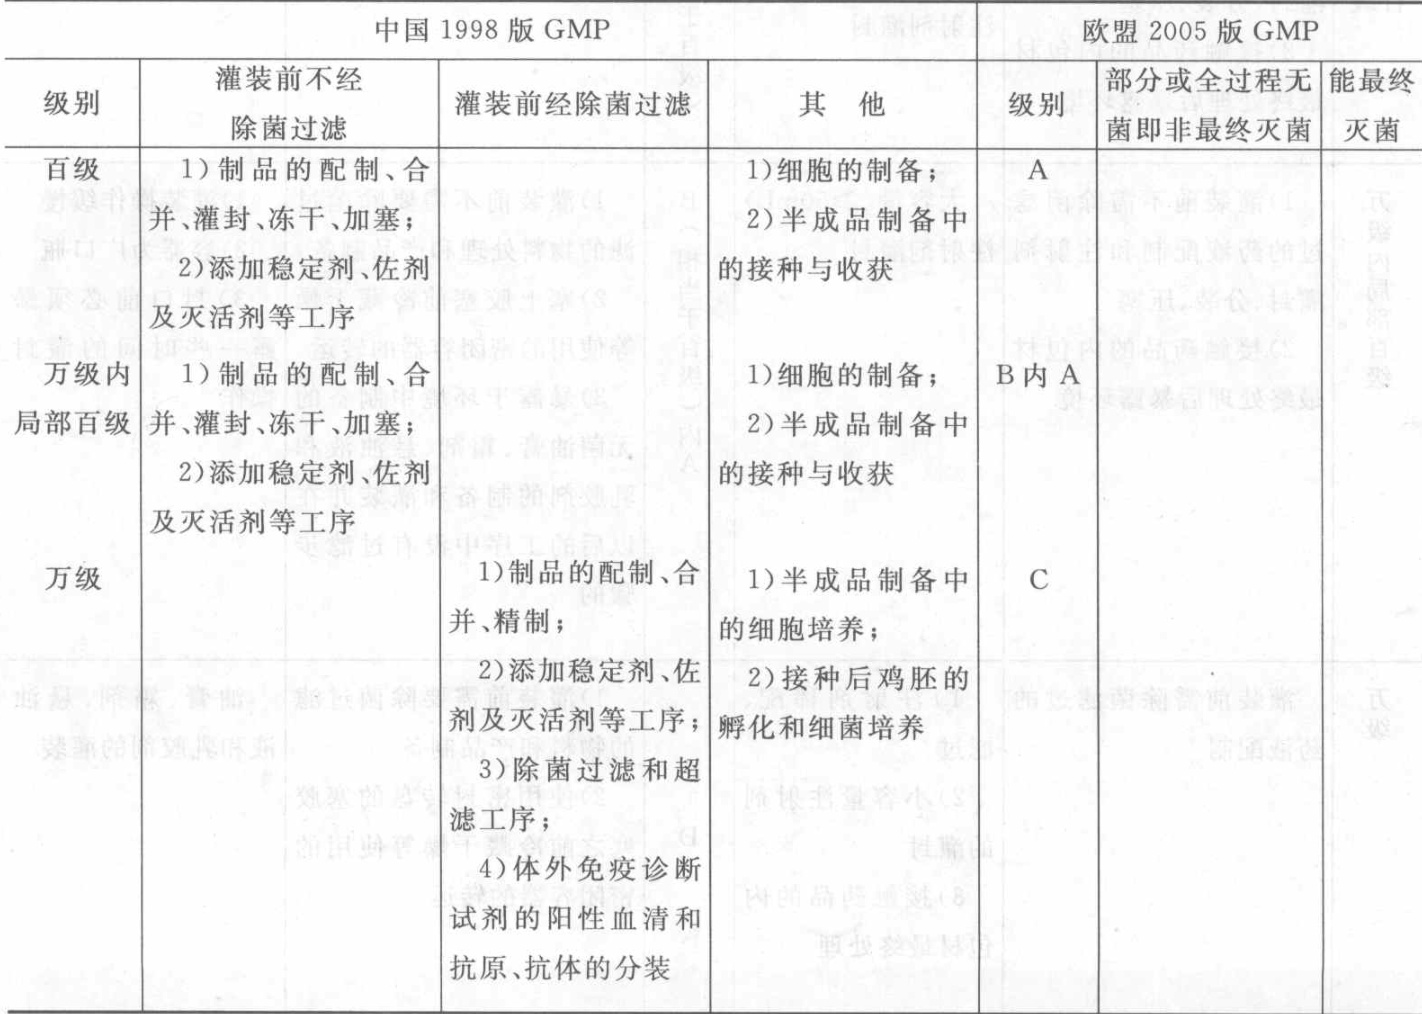 中国 1998 版 GMP
欧盟 2005 版 GMP
级别
灌装前不经
除菌过滤
灌装前经除菌过滤
其 他
级别
部分或全过程无
菌即非最终灭菌
能最终
灭菌
百级
1)制品的配制、合
并、灌封、冻干、加塞;
2)添加稳定剂、佐剂
及灭活剂等工序
1)细胞的制备;
2)半成品制备中
的接种与收获
A
万级内
局部百级
1)制品的配制、合
并、灌封、冻干、加塞;
2)添加稳定剂、佐剂
及灭活剂等工序
1)细胞的制备;
2)半成品制备中
的接种与收获
B内 A
万级
1)制品的配制、合
并、精制;
2)添加稳定剂、佐
剂及灭活剂等工序;
3)除菌过滤和超
滤工序;
4)体外免疫诊断
试剂的阳性血清和
抗原、抗体的分装
1)半成品制备中
的细胞培养;
2)接种后鸡胚的
孵化和细菌培养
C